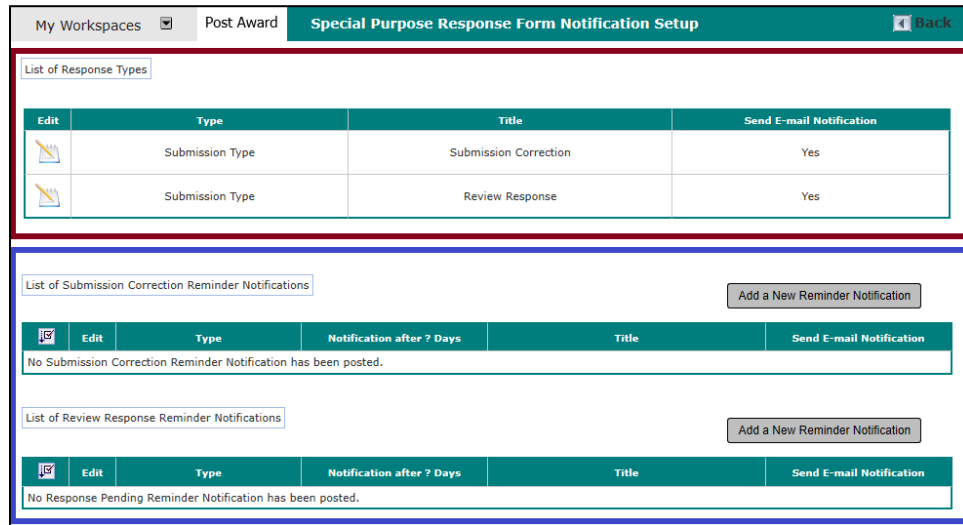 My Workspaces Post Award Special Purpose Response Form Notification Setup Back
List of Response Types
Edit Type Title Send E-mail Notification
Submission Type Submission Correction Yes
Submission Type Review Response Yes
List of Submission Correction Reminder Notifications
Add a New Reminder Notification
Edit Type Notification after ? Days Title Send E-mail Notification
No Submission Correction Reminder Notification has been posted.
List of Review Response Reminder Notifications
Add a New Reminder Notification
Edit Type Notification after ? Days Title Send E-mail Notification
No Response Pending Reminder Notification has been posted.